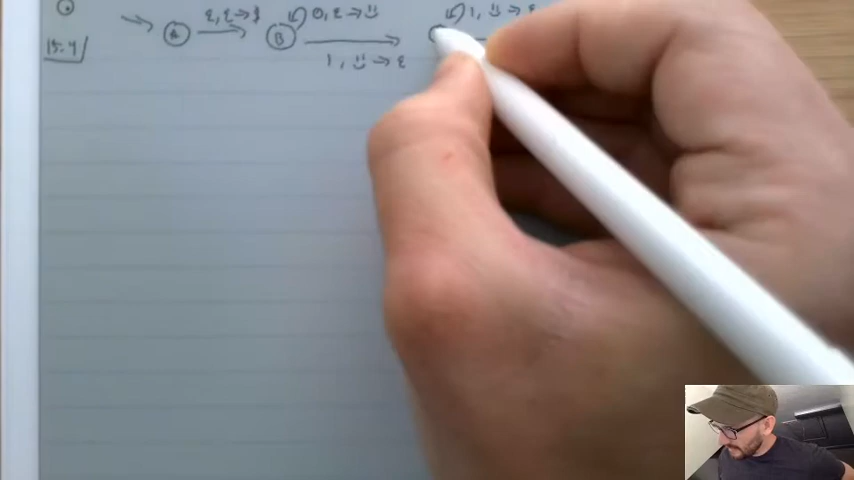 ε, ε → $ 0, ε → ☺ 1, ☺ → ε
15.4 A B
1, ☺ → ε